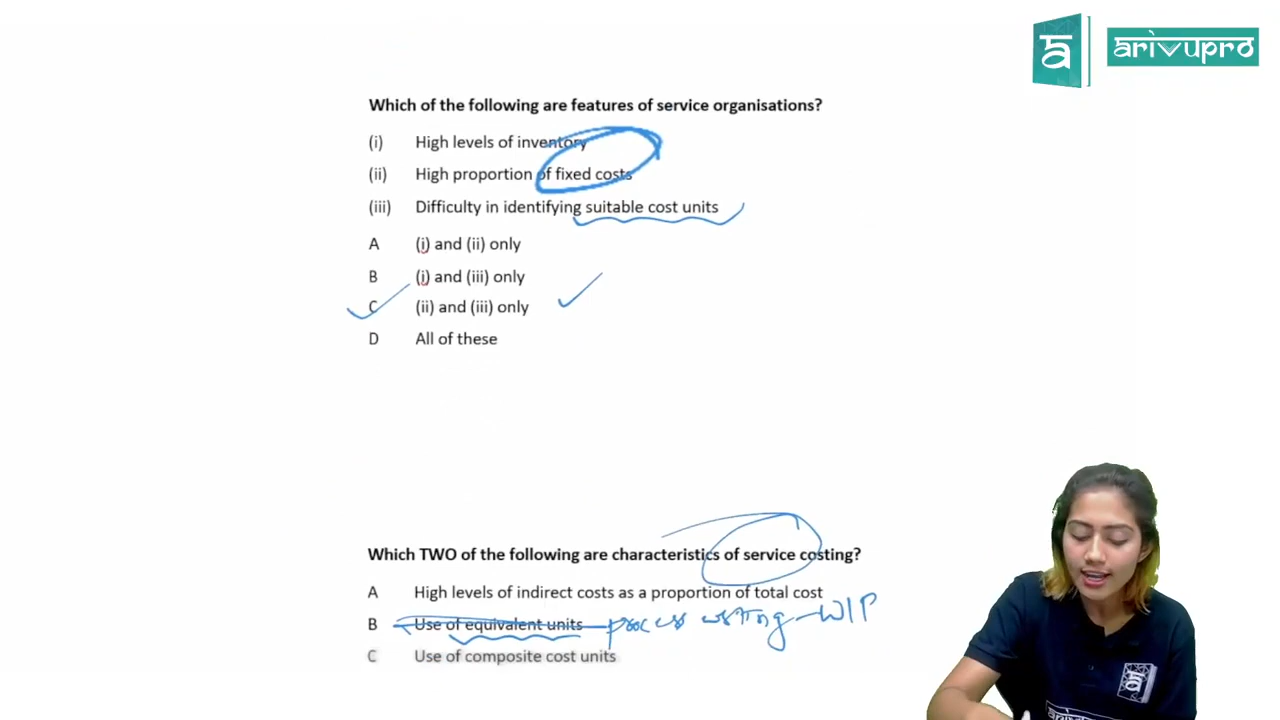 ā arivupro
Which of the following are features of service organisations?
(i) High levels of inventory
(ii) High proportion of fixed costs
(iii) Difficulty in identifying suitable cost units
A (i) and (ii) only
B (i) and (iii) only
C (ii) and (iii) only
D All of these
Which TWO of the following are characteristics of service costing?
A High levels of indirect costs as a proportion of total cost
B Use of equivalent units process costing - WIP
C Use of composite cost units